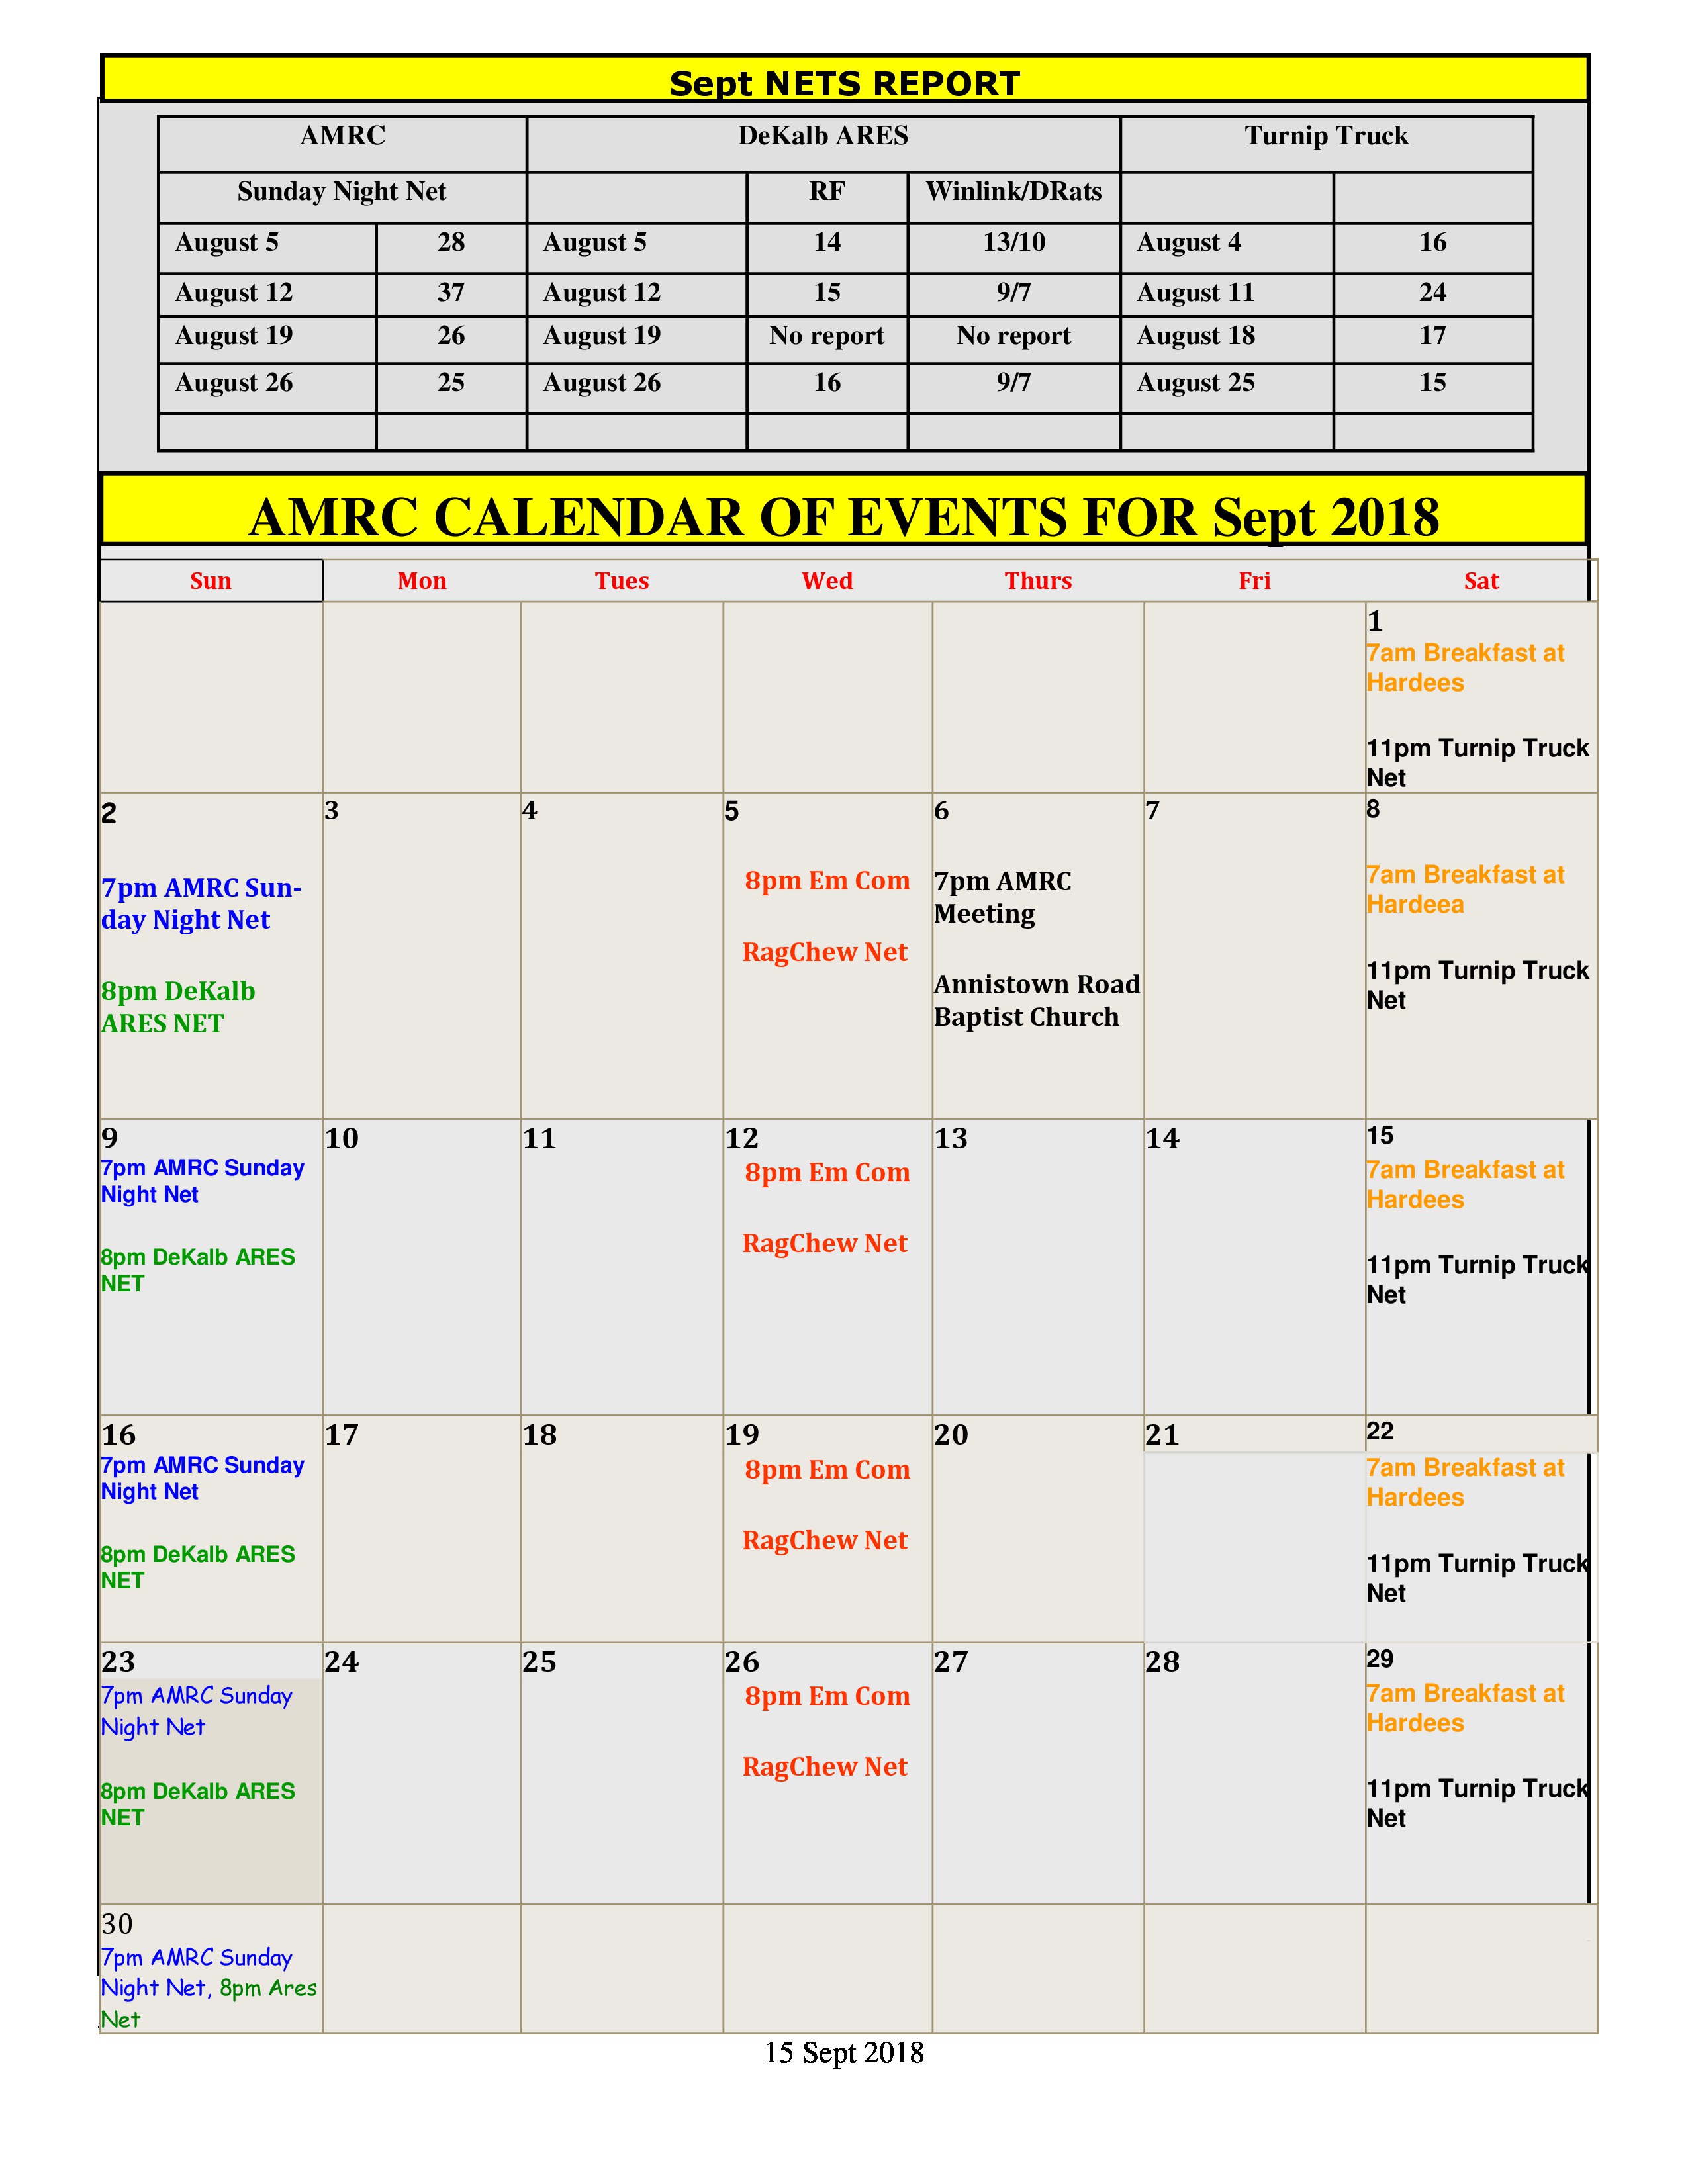 Sept NETS REPORT
AMRC DeKalb ARES Turnip Truck
Sunday Night Net RF Winlink/DRats
August 5 28 August 5 14 13/10 August 4 16
August 12 37 August 12 15 9/7 August 11 24
August 19 26 August 19 No report No report August 18 17
August 26 25 August 26 16 9/7 August 25 15
AMRC CALENDAR OF EVENTS FOR Sept 2018
Sun Mon Tues Wed Thurs Fri Sat
1
7am Breakfast at
Hardees
11pm Turnip Truck
Net
2
7pm AMRC Sun-
day Night Net
8pm DeKalb
ARES NET
3
4
5
8pm Em Com
RagChew Net
6
7pm AMRC
Meeting
Annistown Road
Baptist Church
7
8
7am Breakfast at
Hardeea
11pm Turnip Truck
Net
9
7pm AMRC Sunday
Night Net
8pm DeKalb ARES
NET
10
11
12
8pm Em Com
RagChew Net
13
14
15
7am Breakfast at
Hardees
11pm Turnip Truck
Net
16
7pm AMRC Sunday
Night Net
8pm DeKalb ARES
NET
17
18
19
8pm Em Com
RagChew Net
20
21
22
7am Breakfast at
Hardees
11pm Turnip Truck
Net
23
7pm AMRC Sunday
Night Net
8pm DeKalb ARES
NET
24
25
26
8pm Em Com
RagChew Net
27
28
29
7am Breakfast at
Hardees
11pm Turnip Truck
Net
30
7pm AMRC Sunday
Night Net, 8pm Ares
Net
15 Sept 2018